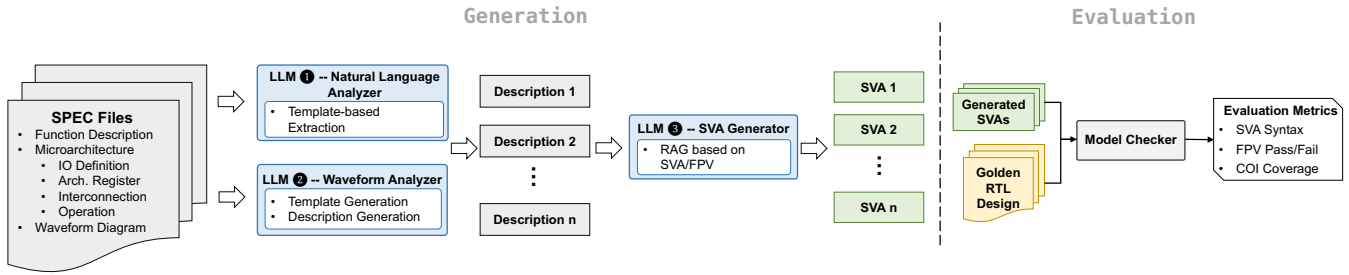 Generation
Evaluation
SPEC Files
• Function Description
• Microarchitecture
• IO Definition
• Arch. Register
• Interconnection
• Operation
• Waveform Diagram
LLM ❶ -- Natural Language
Analyzer
• Template-based
Extraction
LLM ❷ -- Waveform Analyzer
• Template Generation
• Description Generation
Description 1
Description 2
Description n
LLM ❸ -- SVA Generator
• RAG based on
SVA/FPV
SVA 1
SVA 2
SVA n
Generated
SVAs
Golden
RTL
Design
Model Checker
Evaluation Metrics
• SVA Syntax
• FPV Pass/Fail
• COI Coverage